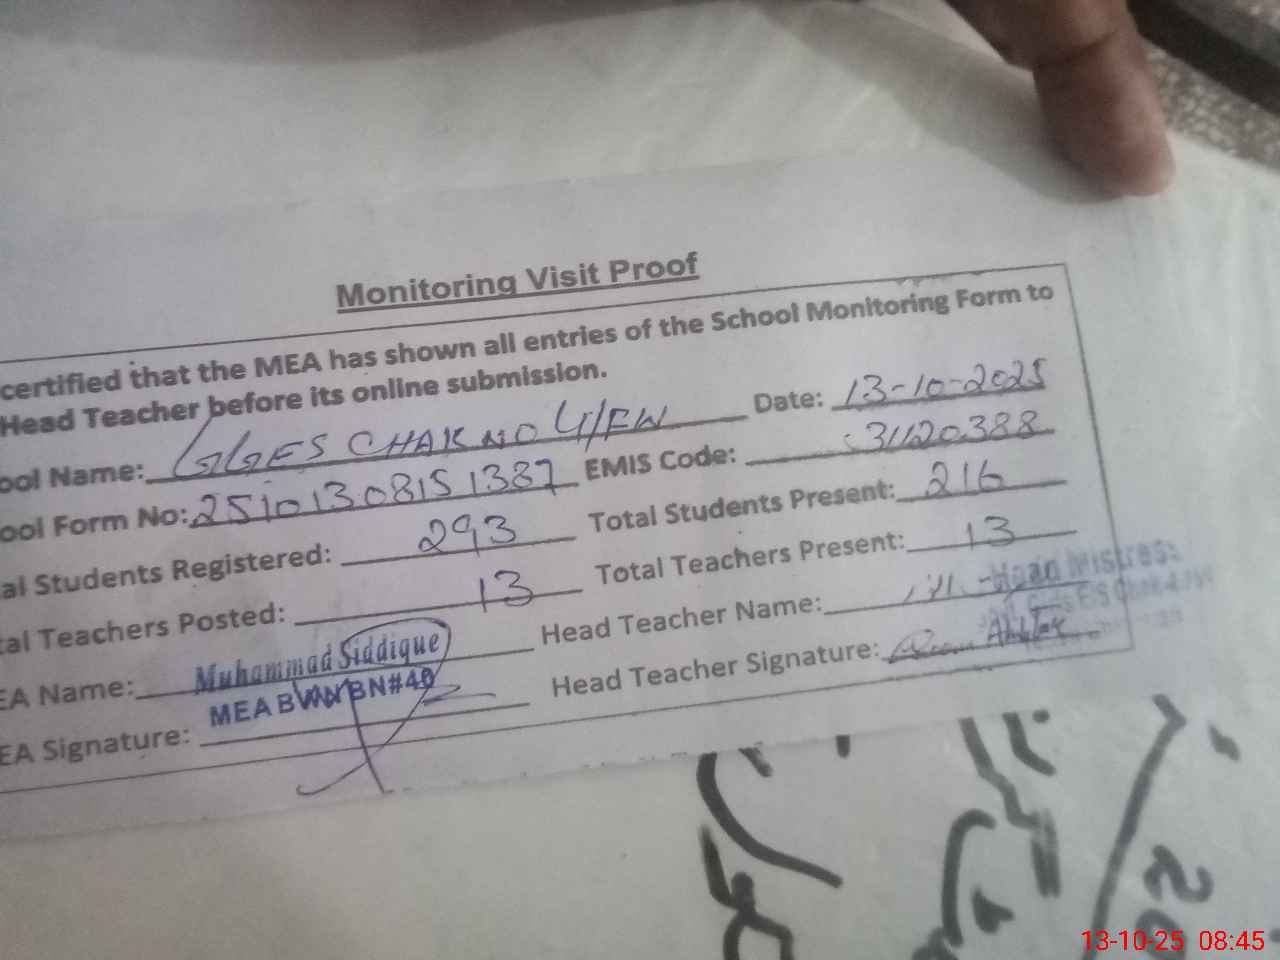 Monitoring Visit Proof
certified that the MEA has shown all entries of the School Monitoring Form to
Head Teacher before its online submission.
ool Name: GGES CHAK NO 4/FW Date: 13-10-2025
ool Form No: 25101308151387 EMIS Code: 31120388
al Students Registered: 293 Total Students Present: 216
tal Teachers Posted: 13 Total Teachers Present: 13
EA Name: Muhammad Siddique Head Teacher Name: Head Mistress
MEA BWN BN#40
EA Signature: Head Teacher Signature:
13-10-25 08:45